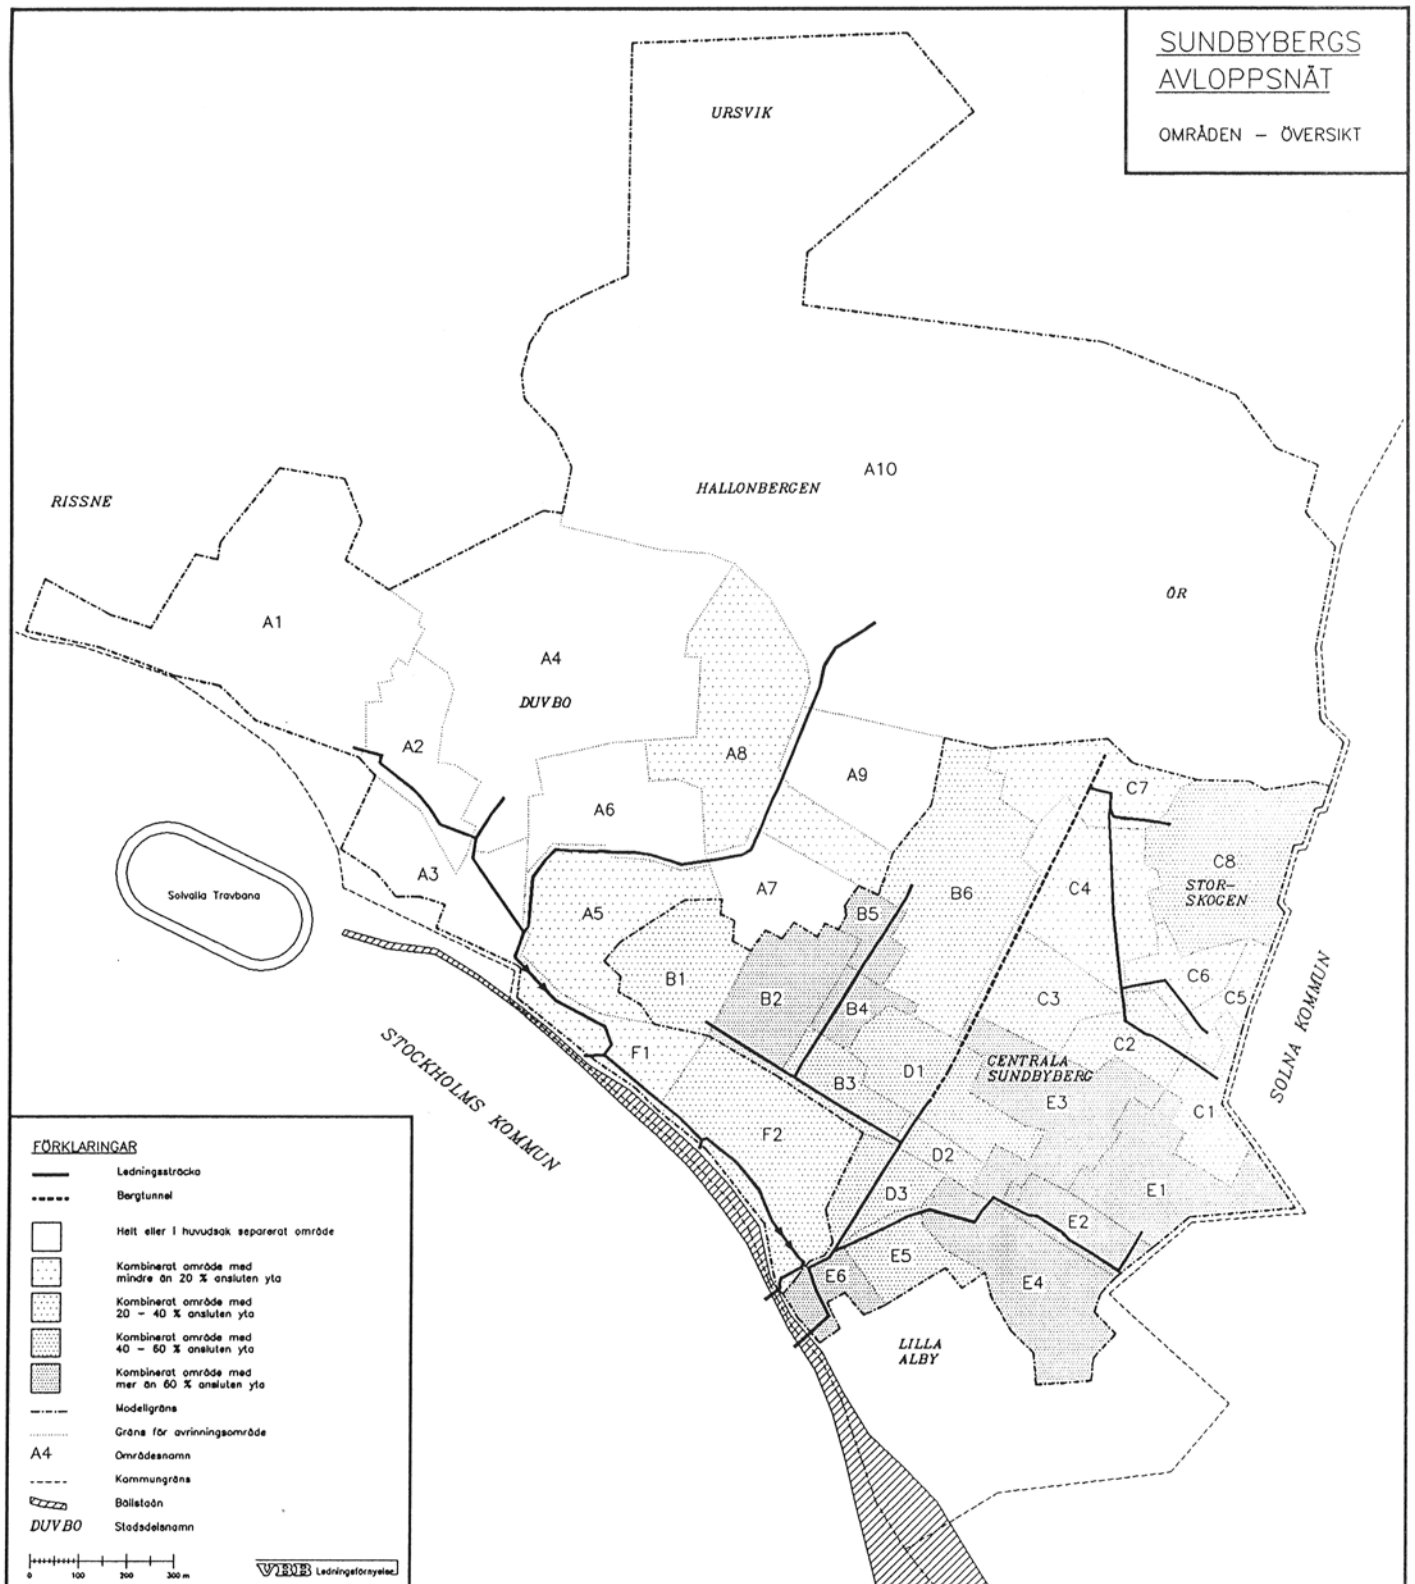 SUNDBYBERGS
AVLOPPSNÄT
OMRÅDEN – ÖVERSIKT
URSVIK
A10
HALLONBERGEN
RISSNE
ÖR
A1
A4
DUVBO
A2
A8
A9
C7
A6
C8
STOR-
SKOGEN
A3
A7
C4
B6
Solvalla Travbana
A5
B5
B1
C6
B2
C3
C5
B4
SOLNA KOMMUN
STOCKHOLMS KOMMUN
F1
C2
CENTRALA
SUNDBYBERG
D1
B3
E3
C1
F2
D2
E1
D3
E2
E5
E6
E4
LILLA
ALBY
FÖRKLARINGAR
Ledningssträcka
Bergtunnel
Helt eller i huvudsak separerat område
Kombinerat område med
mindre än 20 % ansluten yta
Kombinerat område med
20 – 40 % ansluten yta
Kombinerat område med
40 – 60 % ansluten yta
Kombinerat område med
mer än 60 % ansluten yta
Modellgräns
Gräns för avrinningsområde
A4 Områdesnamn
Kommungräns
Bällstaån
DUVBO Stadsdelsnamn
0 100 200 300 m
VBB Ledningsförnyelse